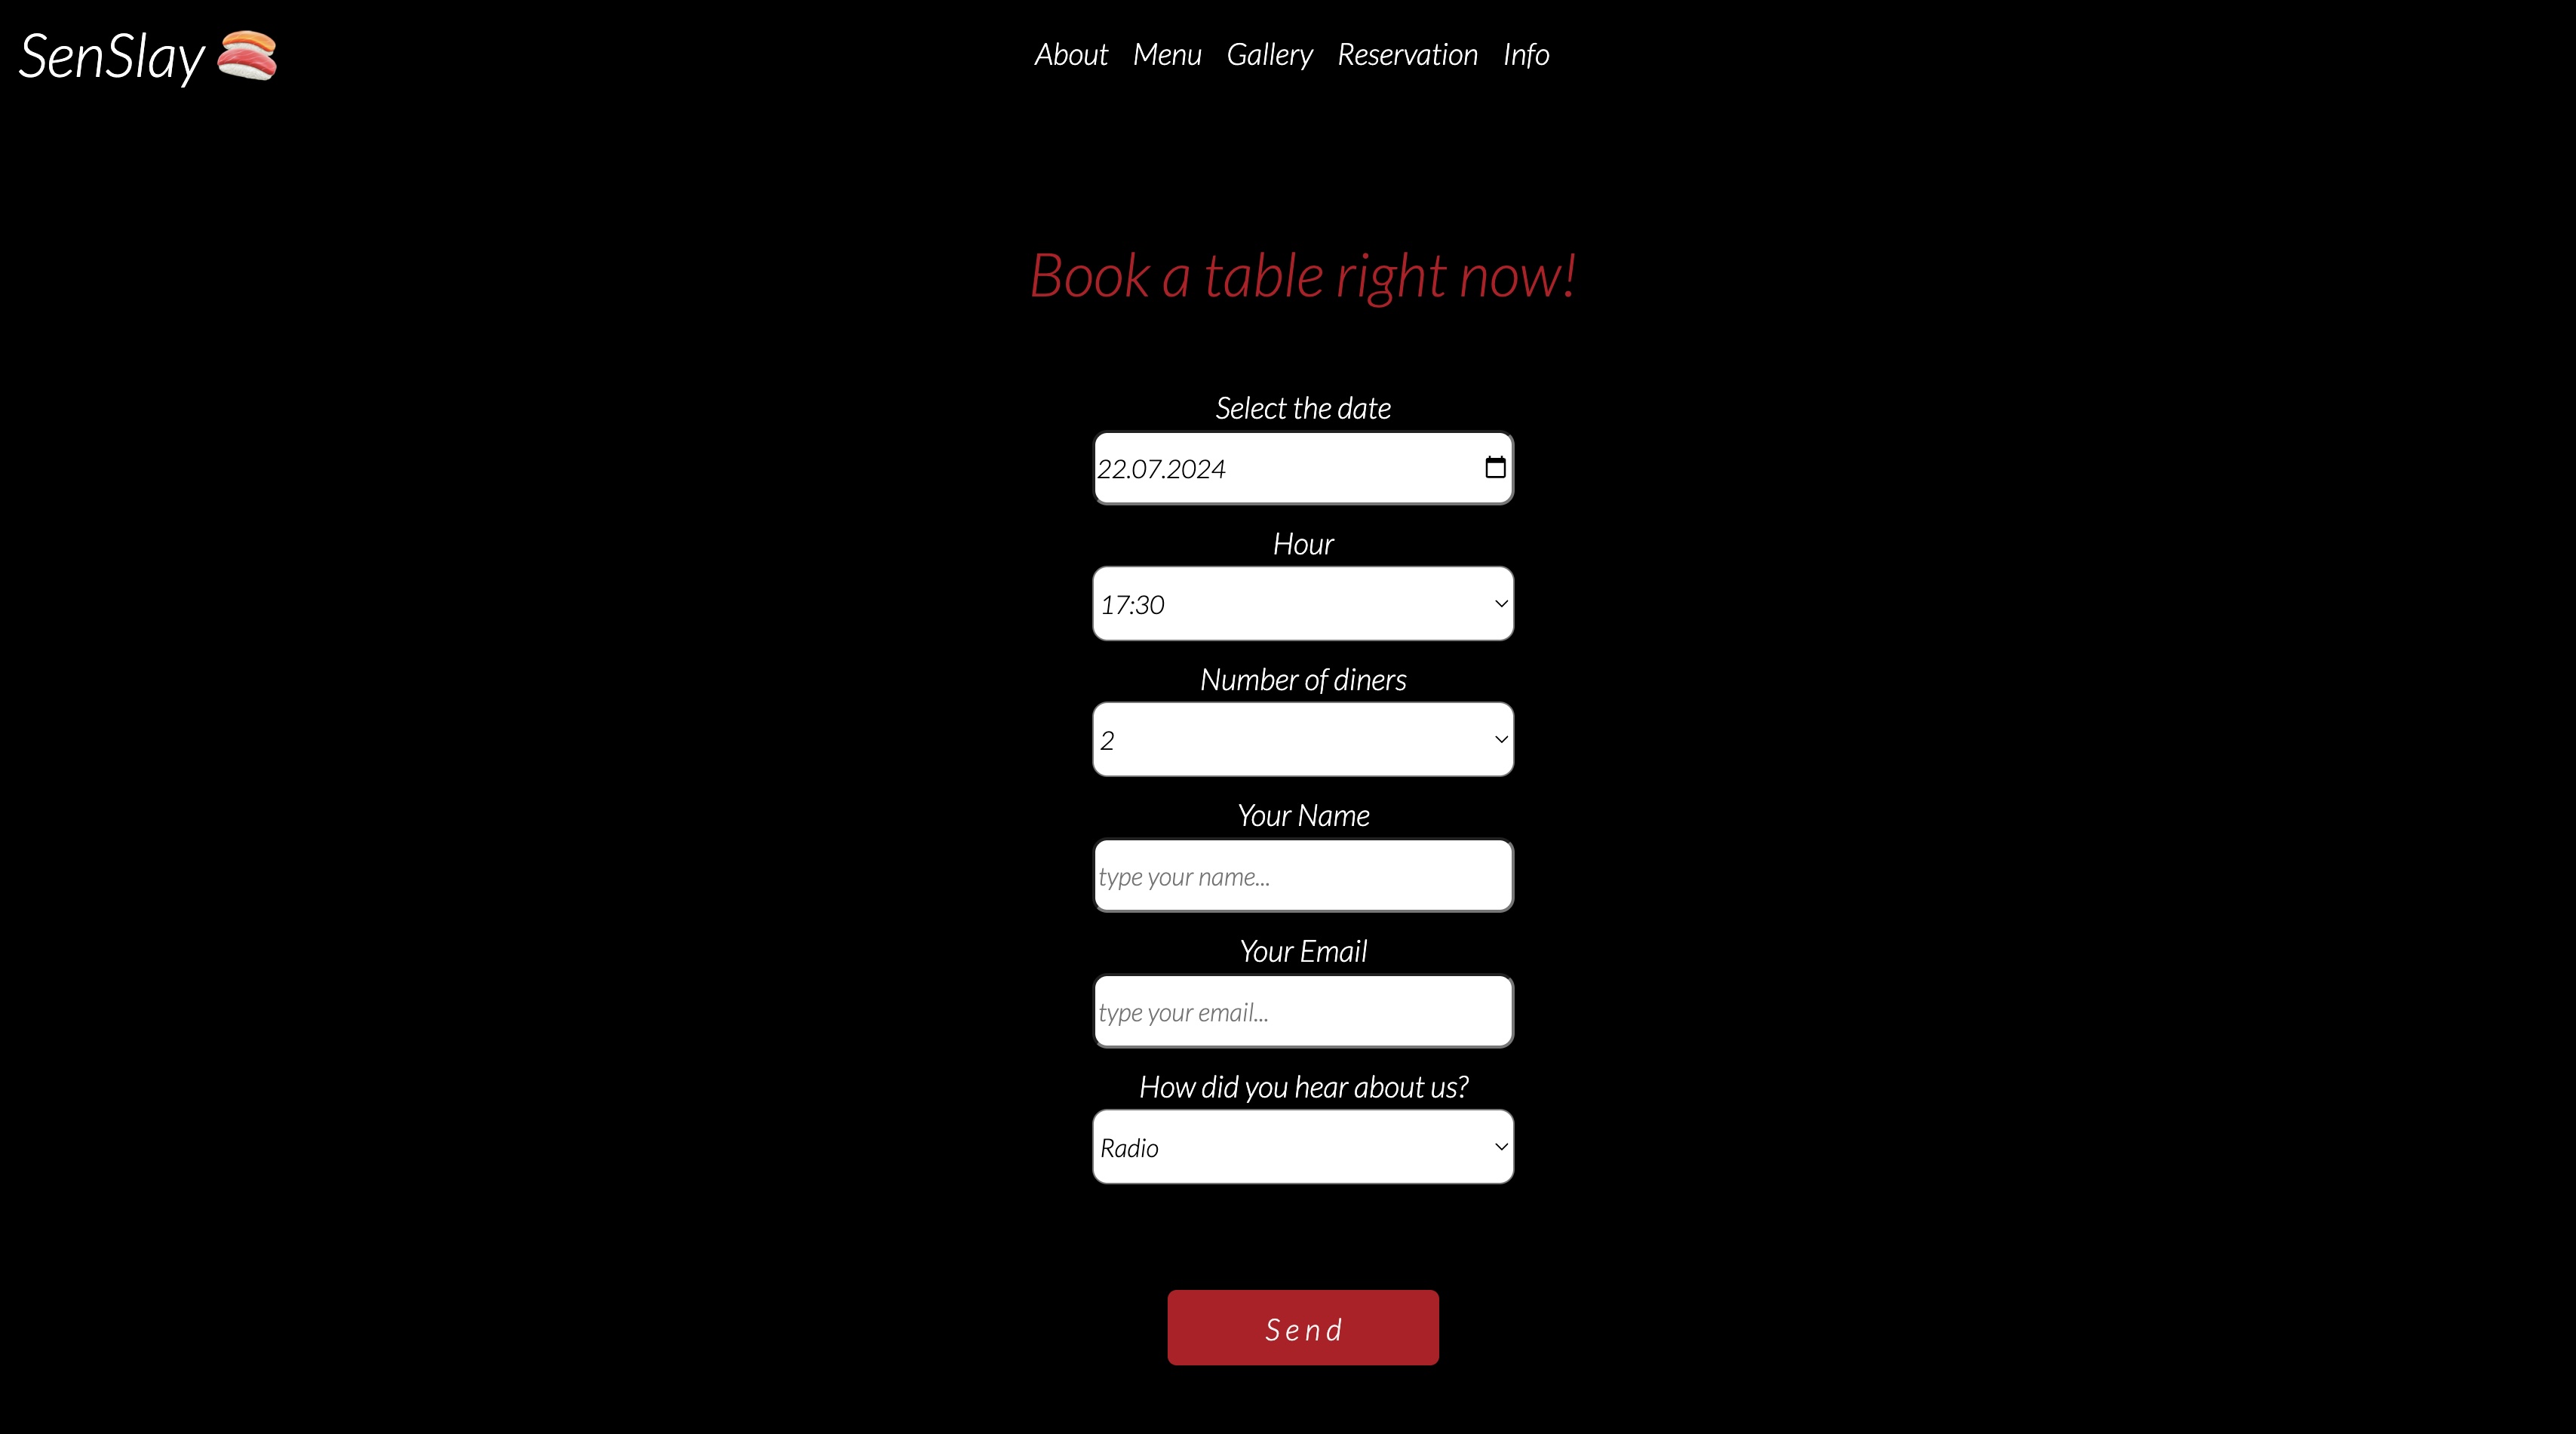 SenSlay
About Menu Gallery Reservation Info
Book a table right now!
Select the date
22.07.2024
Hour
17:30
Number of diners
2
Your Name
type your name...
Your Email
type your email...
How did you hear about us?
Radio
Send